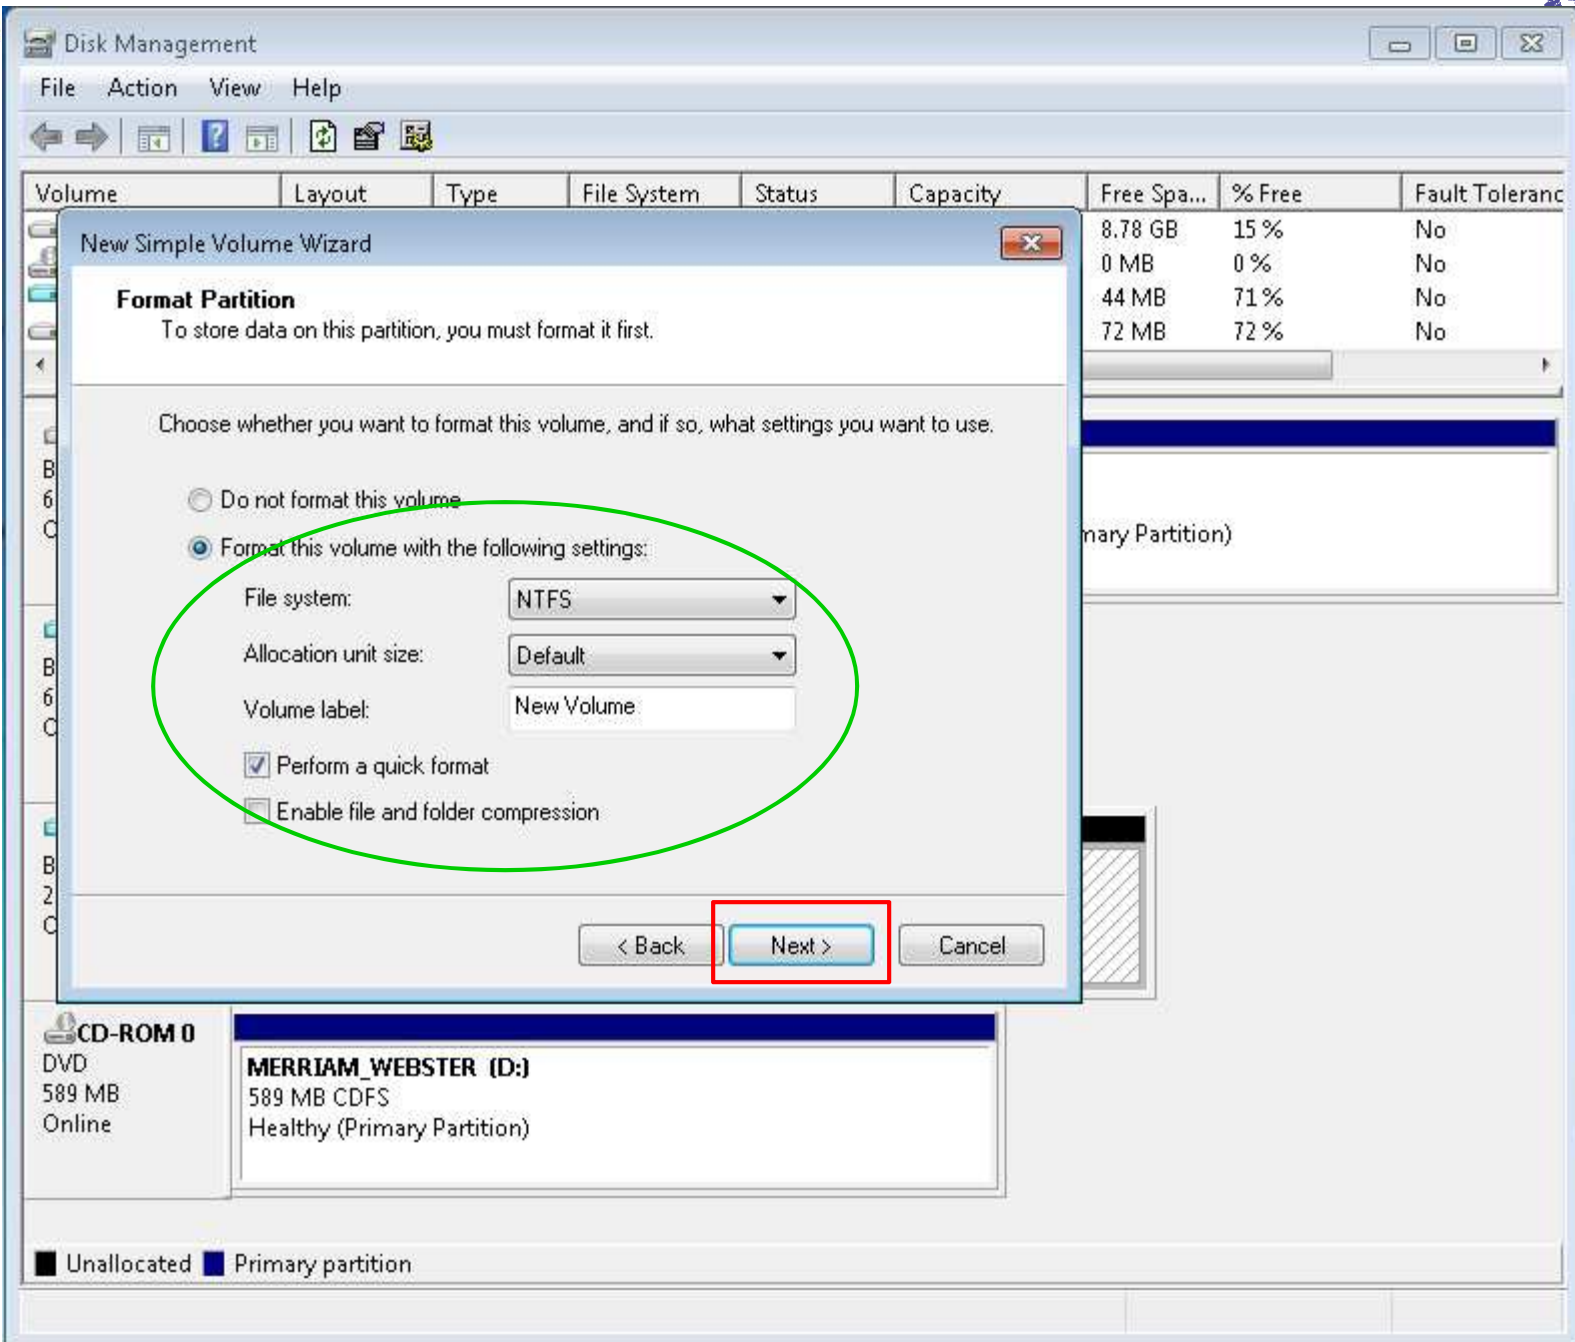 Disk Management
File Action View Help
Volume Layout Type File System Status Capacity Free Spa... % Free Fault Toleranc
8.78 GB 15 % No
0 MB 0 % No
44 MB 71 % No
72 MB 72 % No
New Simple Volume Wizard
Format Partition
To store data on this partition, you must format it first.
Choose whether you want to format this volume, and if so, what settings you want to use.
Do not format this volume
Format this volume with the following settings:
File system: NTFS
Allocation unit size: Default
Volume label: New Volume
Perform a quick format
Enable file and folder compression
< Back Next > Cancel
B
6
O
mary Partition)
B
6
O
B
2
O
CD-ROM 0
DVD
589 MB
Online
MERRIAM_WEBSTER (D:)
589 MB CDFS
Healthy (Primary Partition)
Unallocated Primary partition